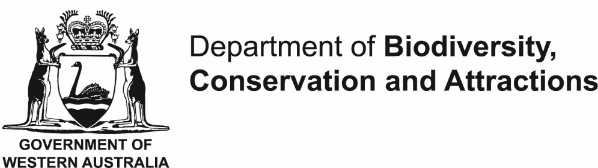 Department of Biodiversity,
Conservation and Attractions
GOVERNMENT OF
WESTERN AUSTRALIA